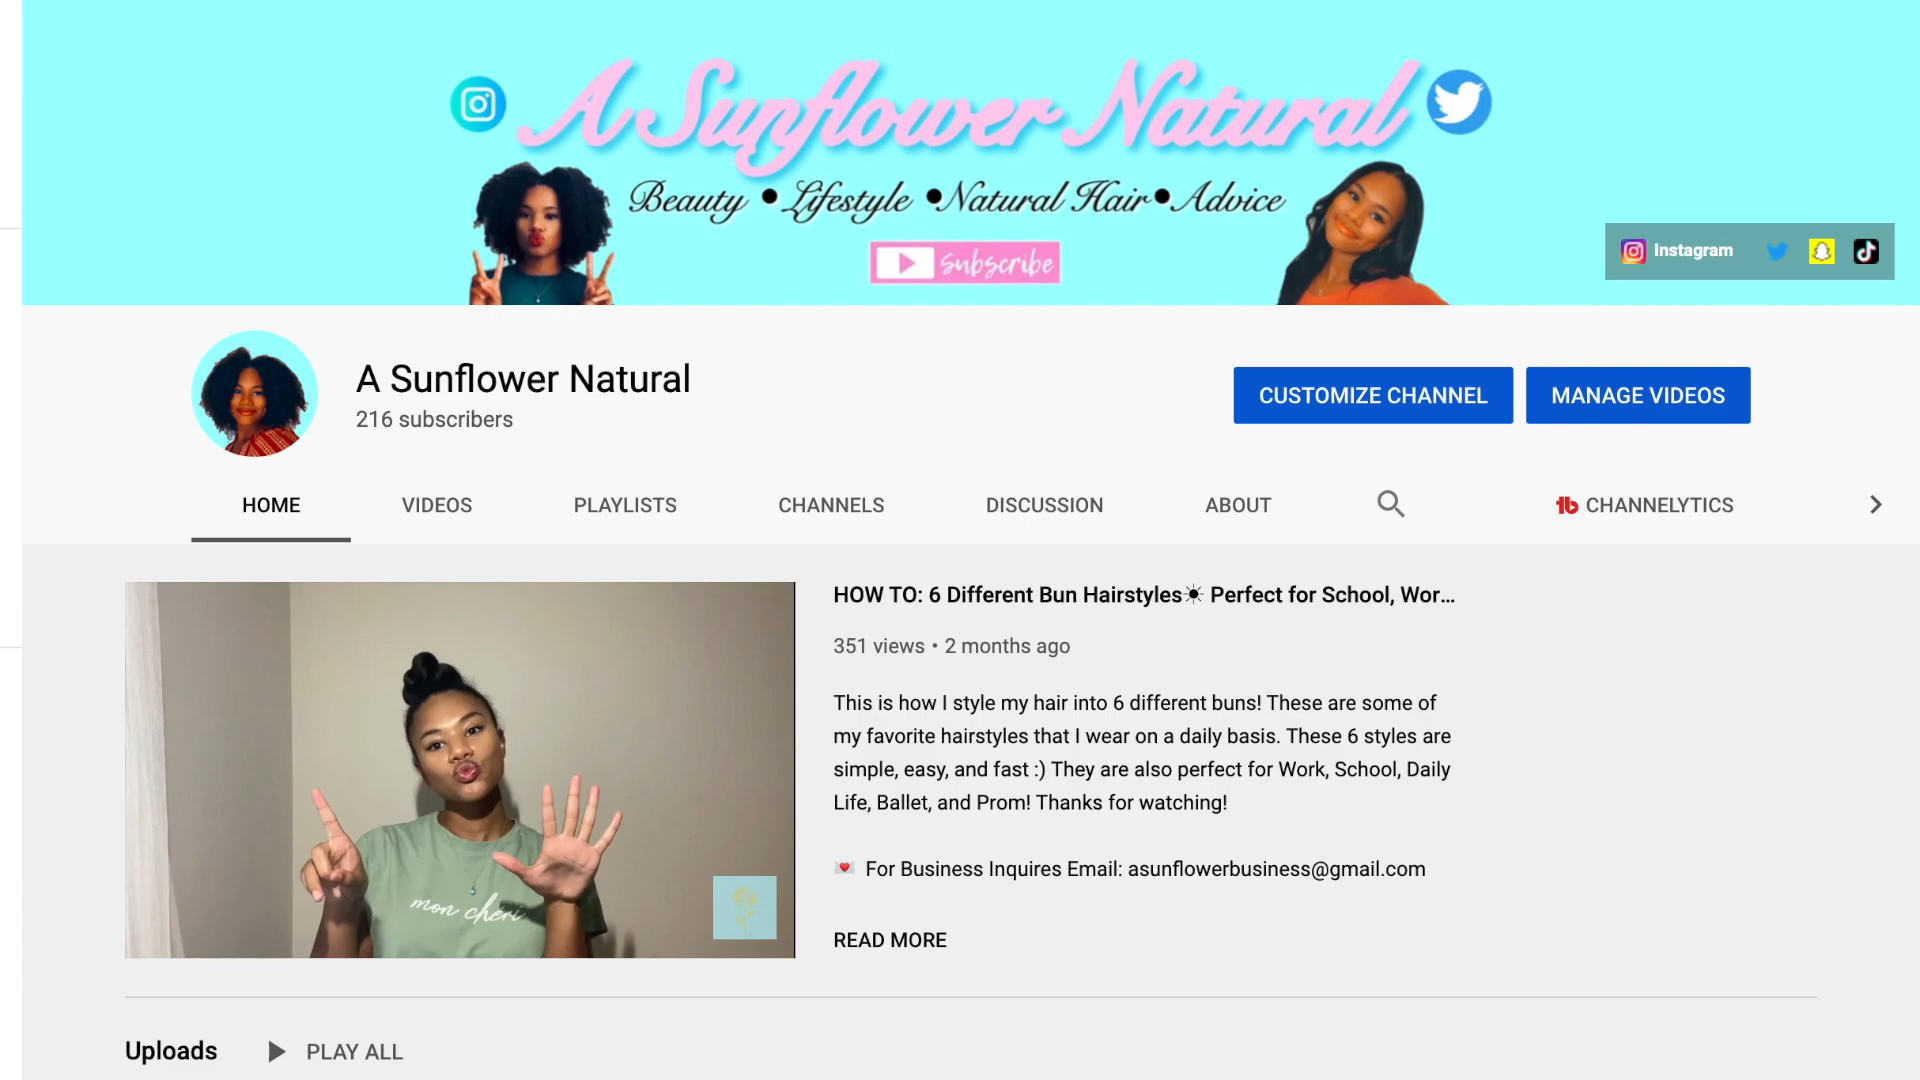 A Sunflower Natural
Beauty •Lifestyle •Natural Hair•Advice
Subscribe
Instagram
A Sunflower Natural
216 subscribers
CUSTOMIZE CHANNEL
MANAGE VIDEOS
HOME
VIDEOS
PLAYLISTS
CHANNELS
DISCUSSION
ABOUT
tb CHANNELYTICS
HOW TO: 6 Different Bun Hairstyles☀ Perfect for School, Wor...
351 views • 2 months ago
This is how I style my hair into 6 different buns! These are some of
my favorite hairstyles that I wear on a daily basis. These 6 styles are
simple, easy, and fast :) They are also perfect for Work, School, Daily
Life, Ballet, and Prom! Thanks for watching!
💌 For Business Inquires Email: asunflowerbusiness@gmail.com
mon chéri
READ MORE
Uploads
PLAY ALL